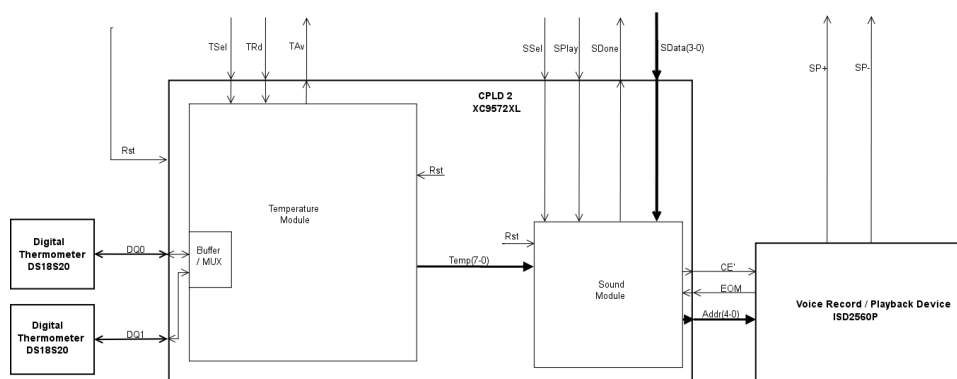 TSel
TRd
TAv
SSel
SPlay
SDone
SData(3-0)
SP+
SP-
CPLD 2
XC9572XL
Rst
Rst
Temperature
Module
Digital
Thermometer
DS18S20
DQ0
Buffer
/ MUX
Rst
Temp(7-0)
Sound
Module
CE'
EOM
Addr(4-0)
Voice Record / Playback Device
ISD2560P
Digital
Thermometer
DS18S20
DQ1